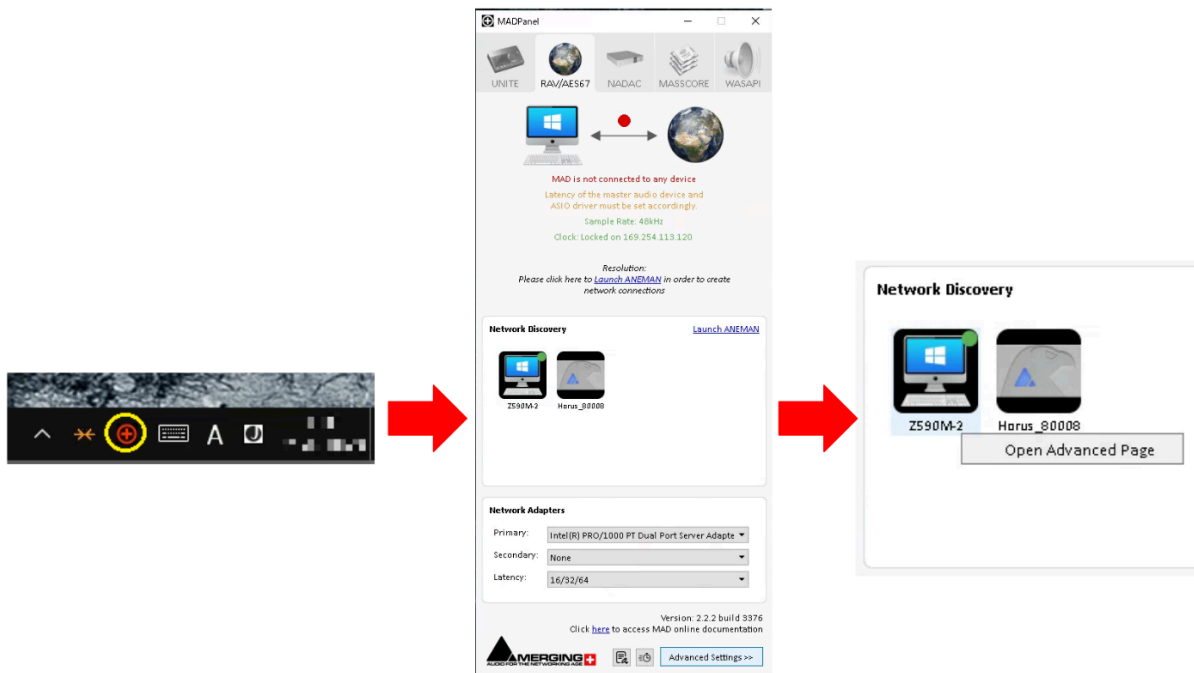 A
MADPanel
UNITE
RAV/AES67
NADAC
MASSCORE
WASAPI
MAD is not connected to any device
Latency of the master audio device and
ASIO driver must be set accordingly.
Sample Rate: 48kHz
Clock: Locked on 169.254.113.120
Resolution:
Please click here to Launch ANEMAN in order to create
network connections
Network Discovery
Launch ANEMAN
Z590M-2
Horus_80008
Network Adapters
Primary:
Intel(R) PRO/1000 PT Dual Port Server Adapte
Secondary:
None
Latency:
16/32/64
Version: 2.2.2 build 3376
Click here to access MAD online documentation
MERGING
AUDIO FOR THE NETWORKING AGE
Advanced Settings >>
Network Discovery
Z590M-2
Horus_80008
Open Advanced Page